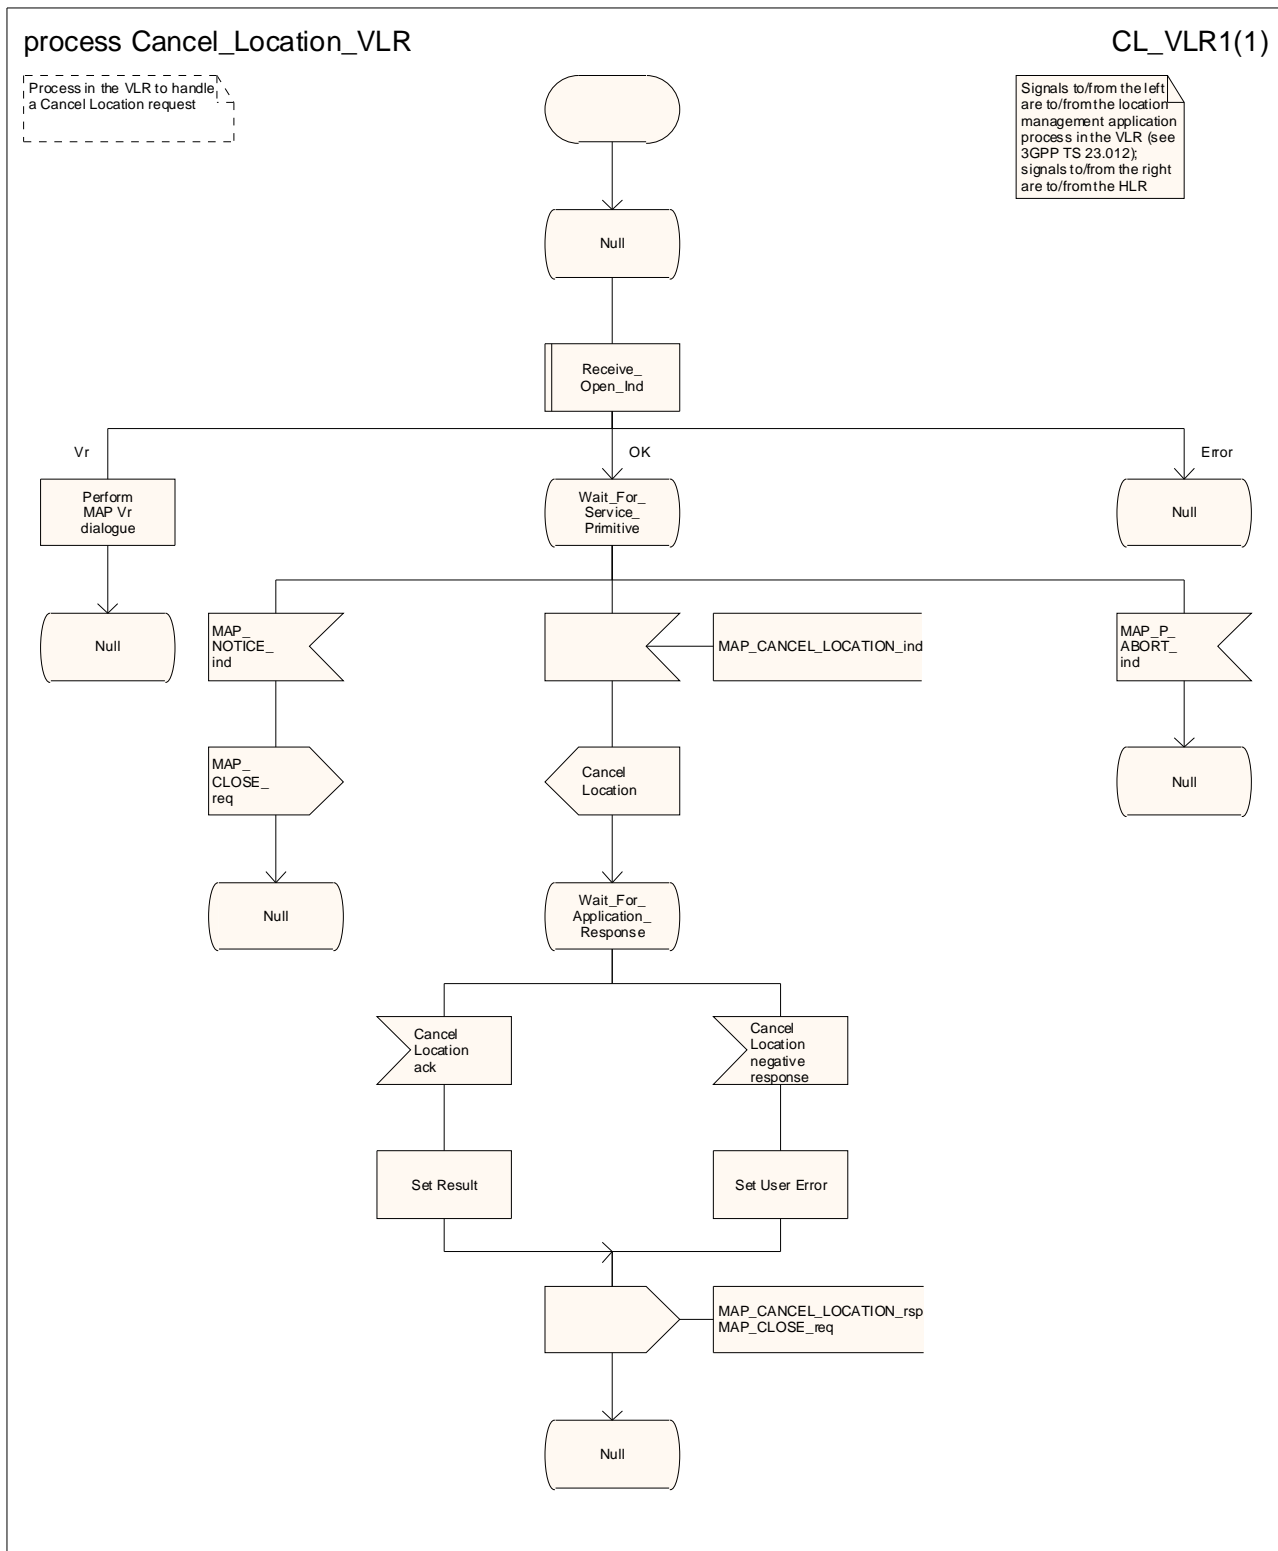 process Cancel_Location_VLR
CL_VLR1(1)
Process in the VLR to handle
a Cancel Location request
Signals to/from the left
are to/from the location
management application
process in the VLR (see
3GPP TS 23.012);
signals to/from the right
are to/from the HLR
Null
Receive_
Open_Ind
Vr
OK
Error
Perform
MAP Vr
dialogue
Wait_For_
Service_
Primitive
Null
Null
MAP_
NOTICE_
ind
MAP_CANCEL_LOCATION_ind
MAP_P_
ABORT_
ind
MAP_
CLOSE_
req
Cancel
Location
Null
Null
Wait_For_
Application_
Response
Cancel
Location
ack
Cancel
Location
negative
response
Set Result
Set User Error
MAP_CANCEL_LOCATION_rsp
MAP_CLOSE_req
Null